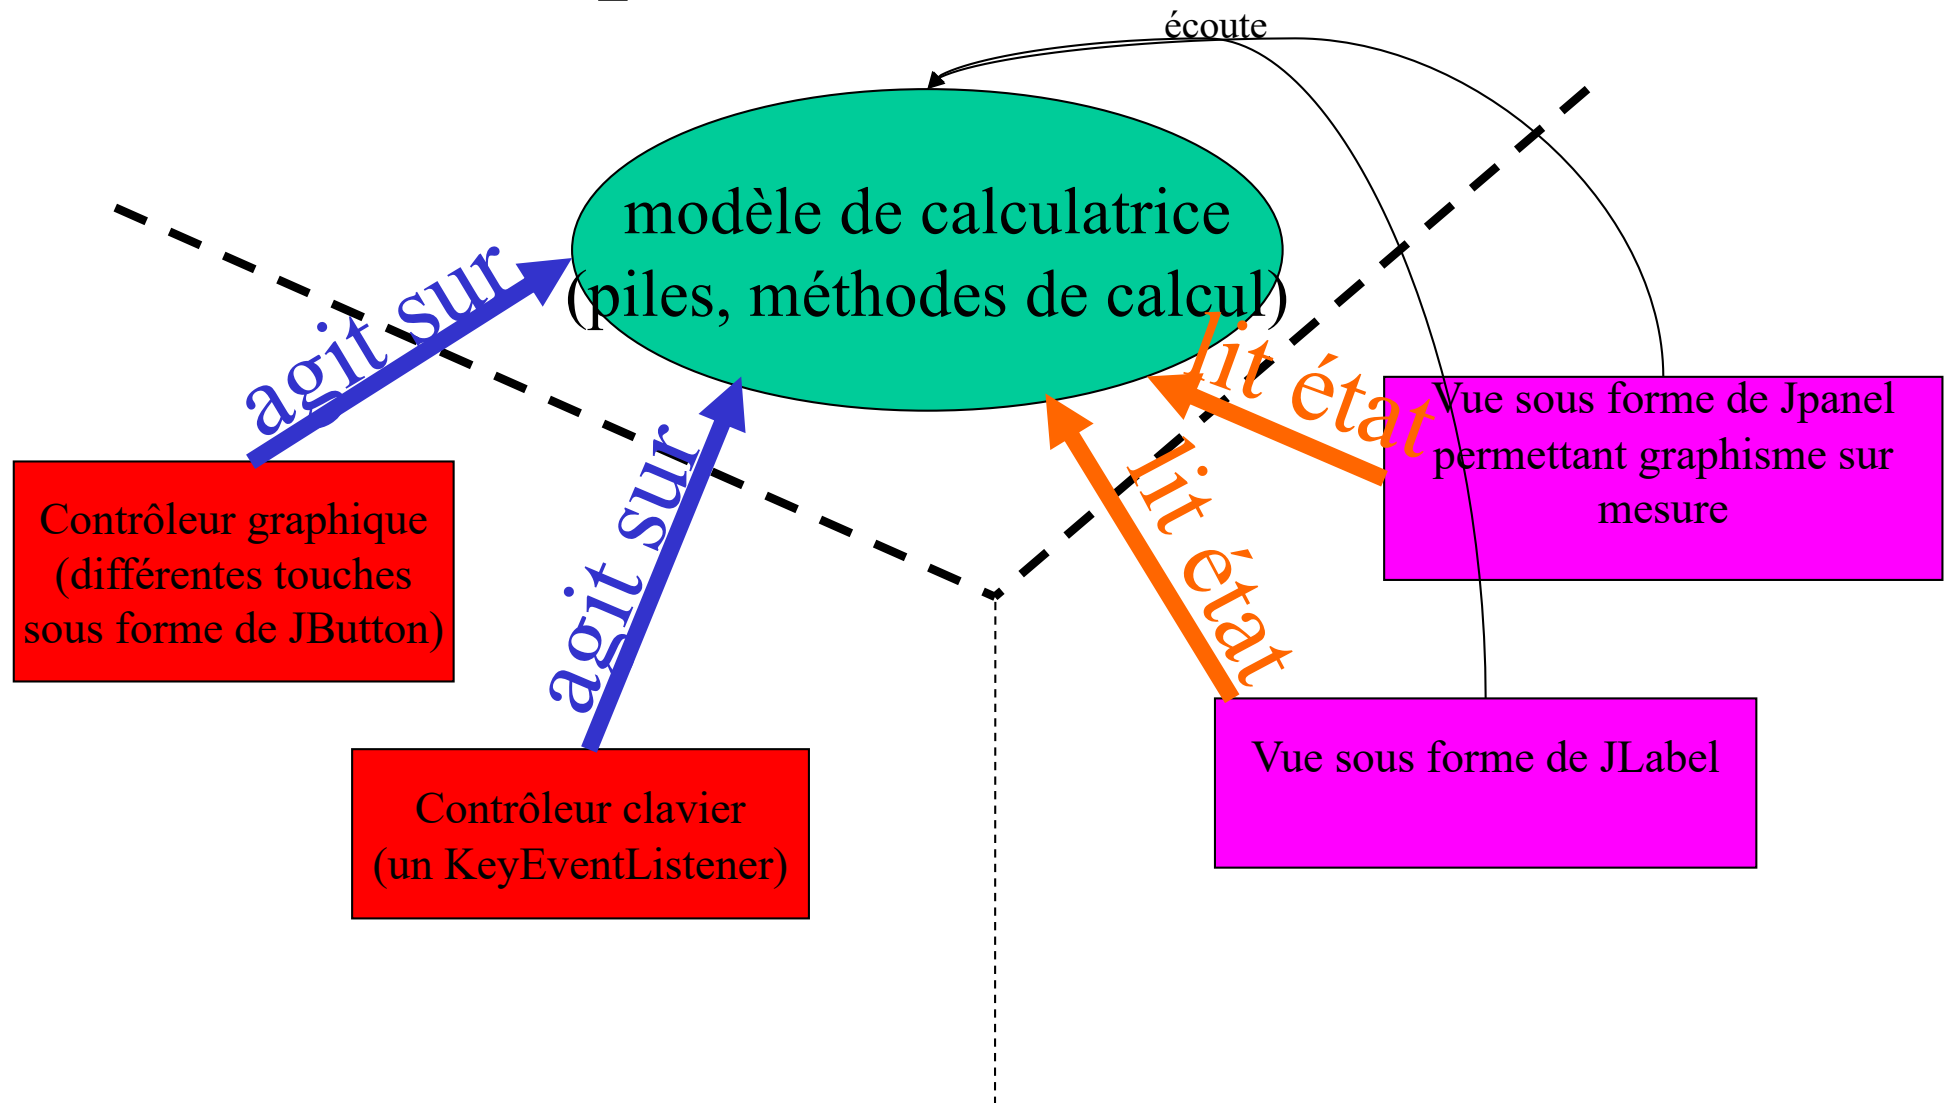 écoute
modèle de calculatrice
(piles, méthodes de calcul)
agit sur
lit état
Vue sous forme de Jpanel
permettant graphisme sur
mesure
agit sur
lit état
Contrôleur graphique
(différentes touches
sous forme de JButton)
Vue sous forme de JLabel
Contrôleur clavier
(un KeyEventListener)